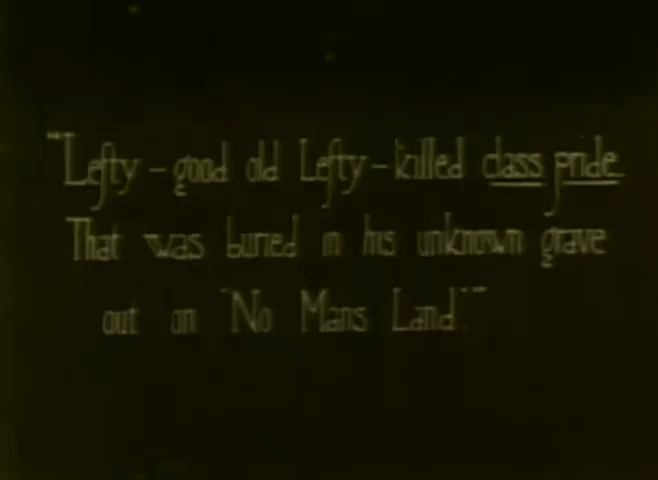 "Lefty - good old Lefty - killed class pride.
That was buried in his unknown grave
out on "No Mans Land.""